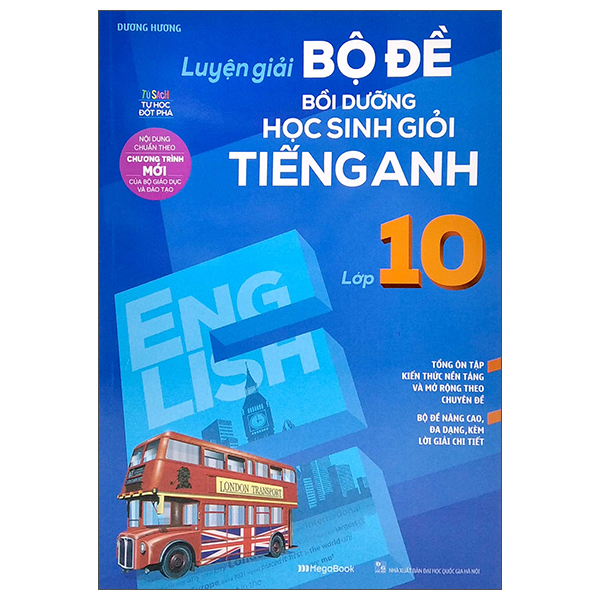 DƯƠNG HƯƠNG
Luyện giải BỘ ĐỀ
BỒI DƯỠNG
HỌC SINH GIỎI
TIẾNG ANH
Lớp 10
TỦ SÁCH
TỰ HỌC
ĐỘT PHÁ
NỘI DUNG
CHUẨN THEO
CHƯƠNG TRÌNH
MỚI
CỦA BỘ GIÁO DỤC
VÀ ĐÀO TẠO
ENG
LISH
TỔNG ÔN TẬP
KIẾN THỨC NỀN TẢNG
VÀ MỞ RỘNG THEO
CHUYÊN ĐỀ
BỘ ĐỀ NÂNG CAO,
ĐA DẠNG, KÈM
LỜI GIẢI CHI TIẾT
LONDON TRANSPORT
MegaBook
NHÀ XUẤT BẢN ĐẠI HỌC QUỐC GIA HÀ NỘI